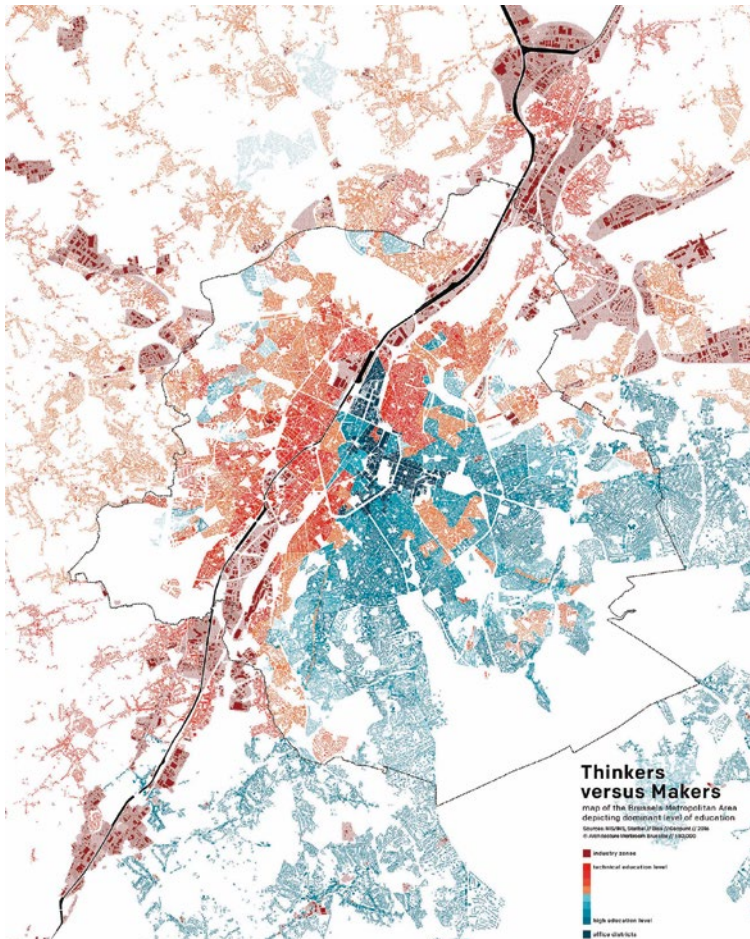 Thinkers
versus Makers
map of the Brussels Metropolitan Area
depicting dominant level of education
industry zones
technical education level
high education level
office districts